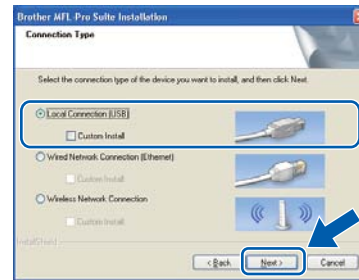 Brother MFL-Pro Suite Installation
Connection Type
Select the connection type of the device you want to install, and then click Next.
Local Connection (USB)
Custom Install
Wired Network Connection (Ethernet)
Custom Install
Wireless Network Connection
Custom Install
InstallShield
< Back
Next >
Cancel